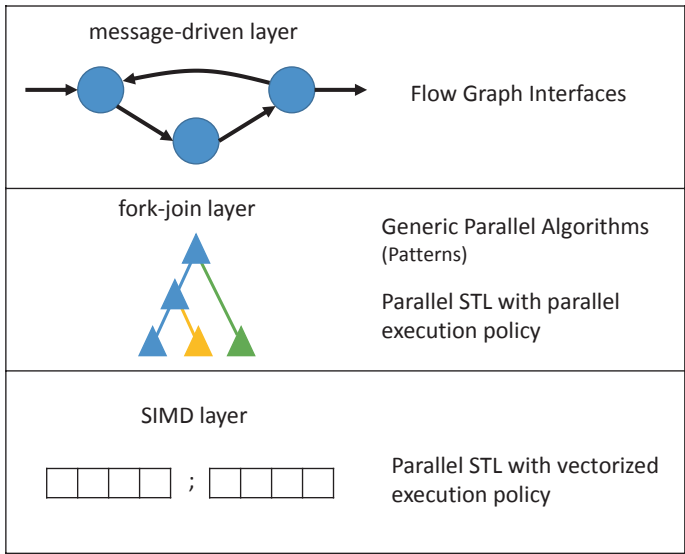 message-driven layer
Flow Graph Interfaces
fork-join layer
Generic Parallel Algorithms
(Patterns)
Parallel STL with parallel
execution policy
SIMD layer
;
Parallel STL with vectorized
execution policy